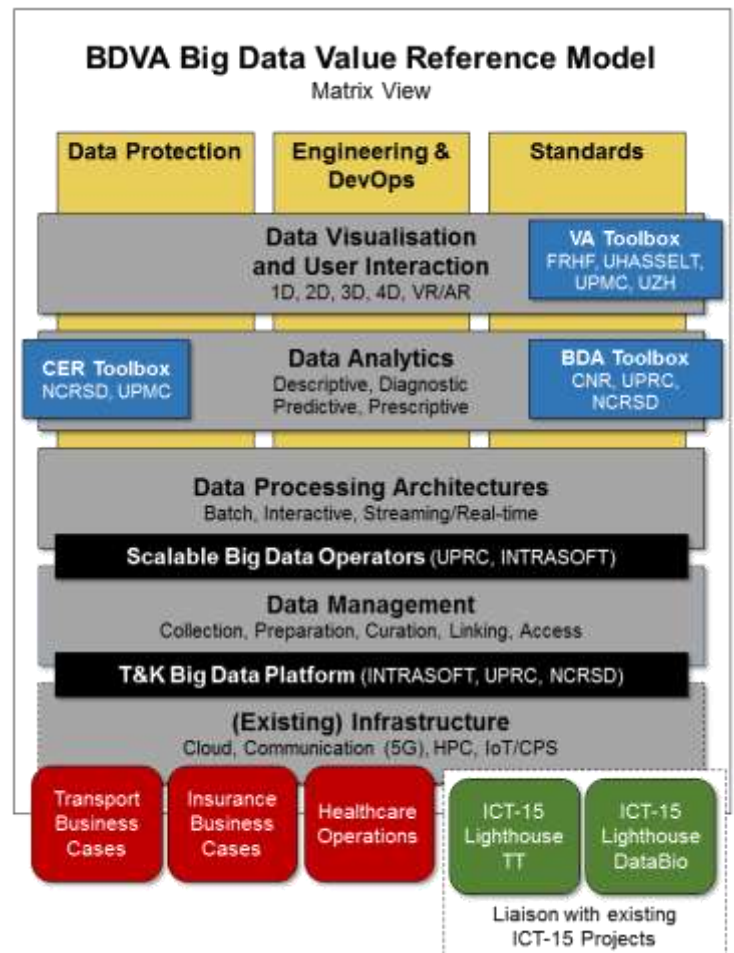 BDVA Big Data Value Reference Model
Matrix View
Data Protection
Engineering &
DevOps
Standards
Data Visualisation
and User Interaction
1D, 2D, 3D, 4D, VR/AR
VA Toolbox
FRHF, UHASSELT,
UPMC, UZH
CER Toolbox
NCRSD, UPMC
Data Analytics
Descriptive, Diagnostic
Predictive, Prescriptive
BDA Toolbox
CNR, UPRC,
NCRSD
Data Processing Architectures
Batch, Interactive, Streaming/Real-time
Scalable Big Data Operators (UPRC, INTRASOFT)
Data Management
Collection, Preparation, Curation, Linking, Access
T&K Big Data Platform (INTRASOFT, UPRC, NCRSD)
(Existing) Infrastructure
Cloud, Communication (5G), HPC, IoT/CPS
Transport
Business
Cases
Insurance
Business
Cases
Healthcare
Operations
ICT-15
Lighthouse
TT
ICT-15
Lighthouse
DataBio
Liaison with existing
ICT-15 Projects